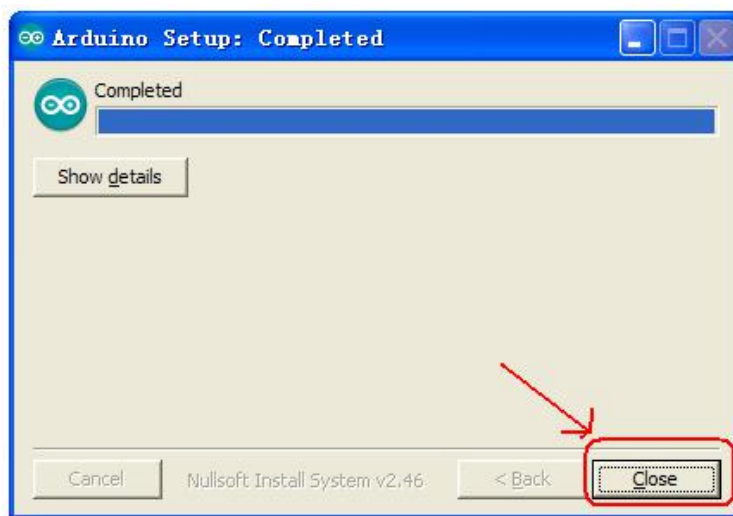 Arduino Setup: Completed
Completed
Show details
Cancel
Nullsoft Install System v2.46
< Back
Close